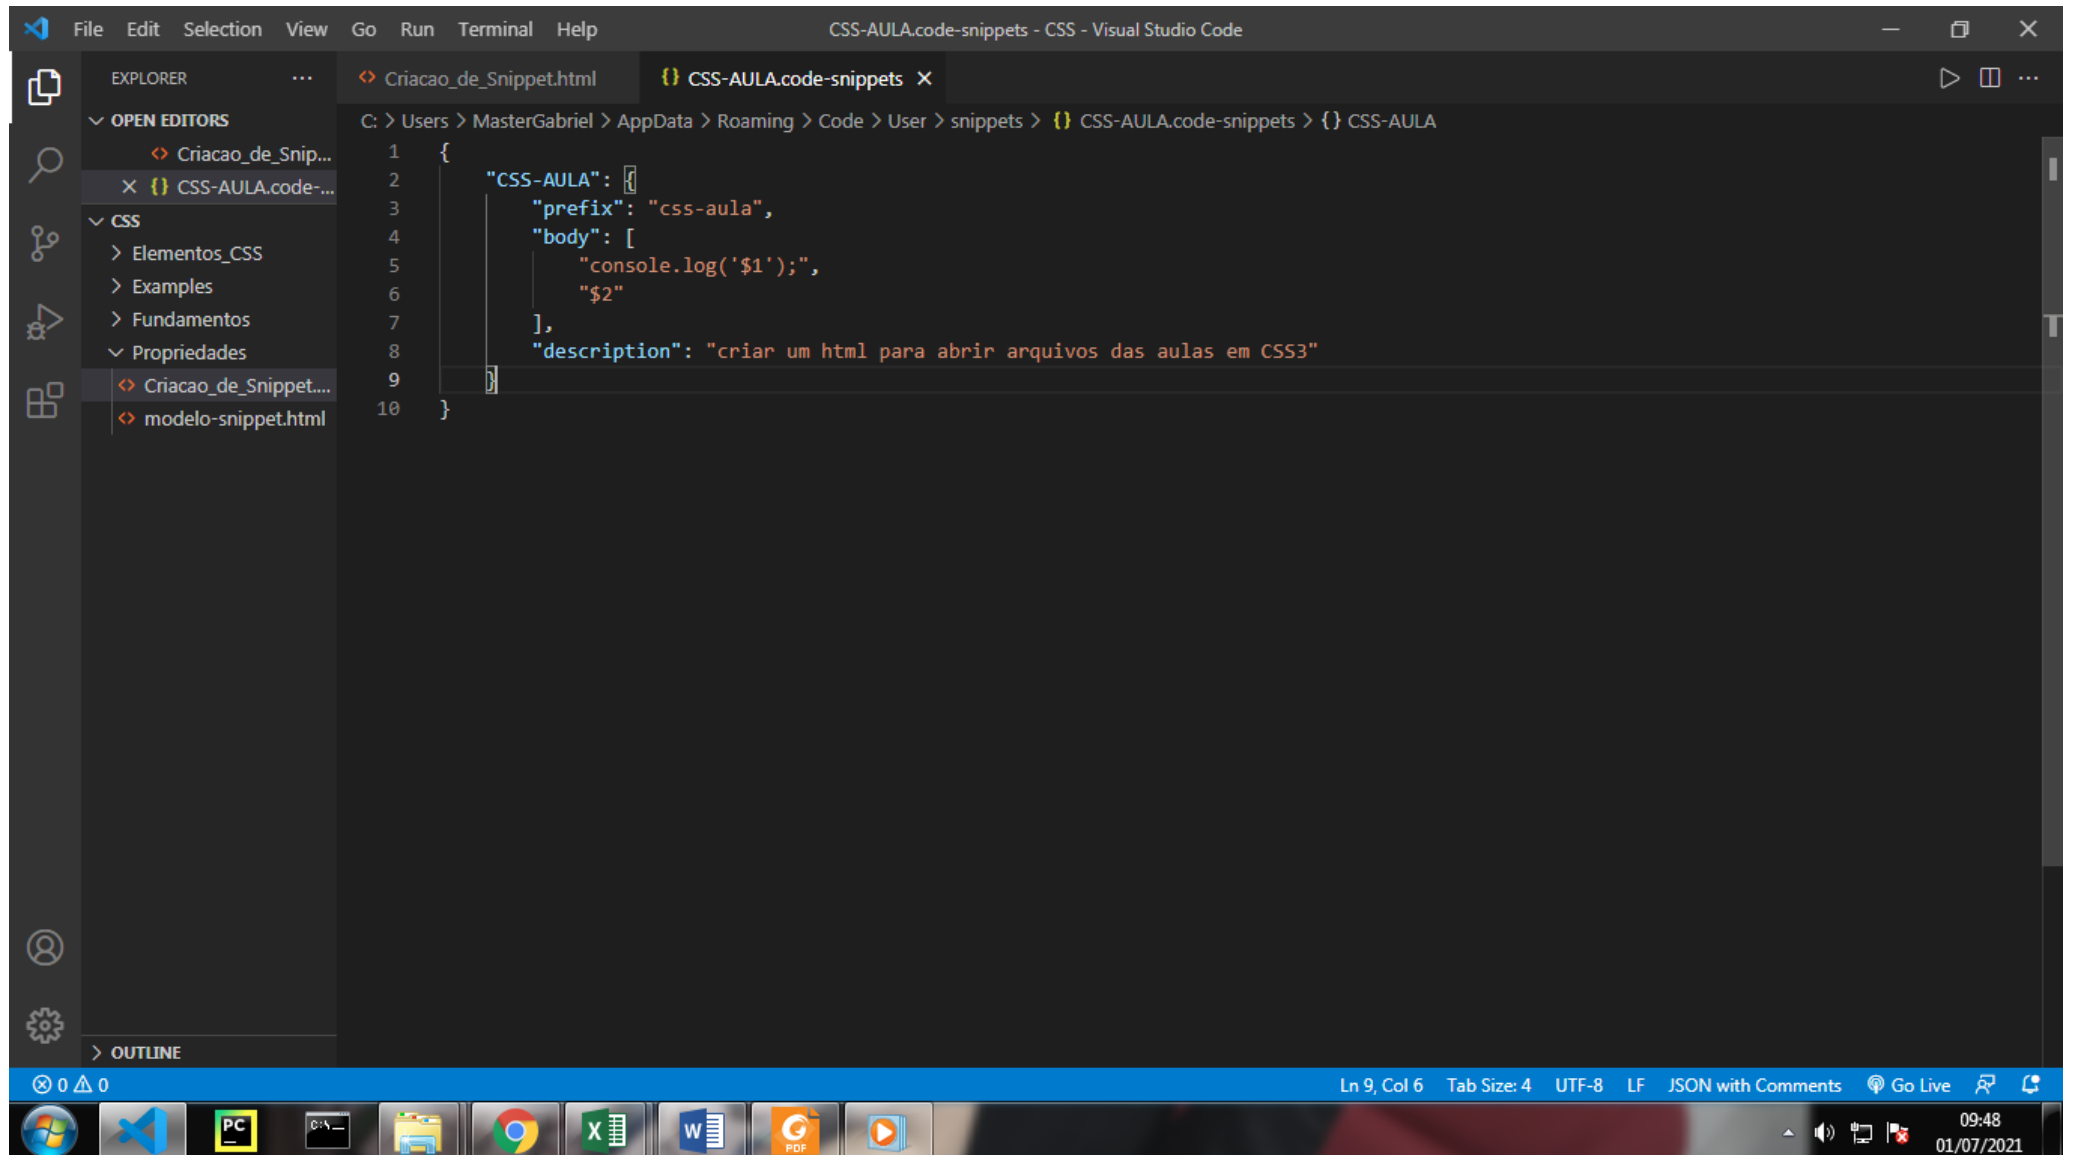 File Edit Selection View Go Run Terminal Help CSS-AULA.code-snippets - CSS - Visual Studio Code
EXPLORER ... Criacao_de_Snippet.html {} CSS-AULA.code-snippets
OPEN EDITORS
Criacao_de_Snip...
{} CSS-AULA.code-...
CSS
Elementos_CSS
Examples
Fundamentos
Propriedades
Criacao_de_Snippet....
modelo-snippet.html
C: > Users > MasterGabriel > AppData > Roaming > Code > User > snippets > {} CSS-AULA.code-snippets > {} CSS-AULA
1 {
2 "CSS-AULA": {
3 "prefix": "css-aula",
4 "body": [
5 "console.log('$1');",
6 "$2"
7 ],
8 "description": "criar um html para abrir arquivos das aulas em CSS3"
9 }
10 }
OUTLINE
0 0 Ln 9, Col 6 Tab Size: 4 UTF-8 LF JSON with Comments Go Live
PC
C:\_
X
W
PDF
09:48
01/07/2021